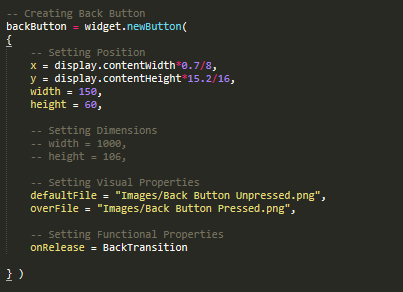 -- Creating Back Button
backButton = widget.newButton(
{
-- Setting Position
x = display.contentWidth*0.7/8,
y = display.contentHeight*15.2/16,
width = 150,
height = 60,
-- Setting Dimensions
-- width = 1000,
-- height = 106,
-- Setting Visual Properties
defaultFile = "Images/Back Button Unpressed.png",
overFile = "Images/Back Button Pressed.png",
-- Setting Functional Properties
onRelease = BackTransition
} )